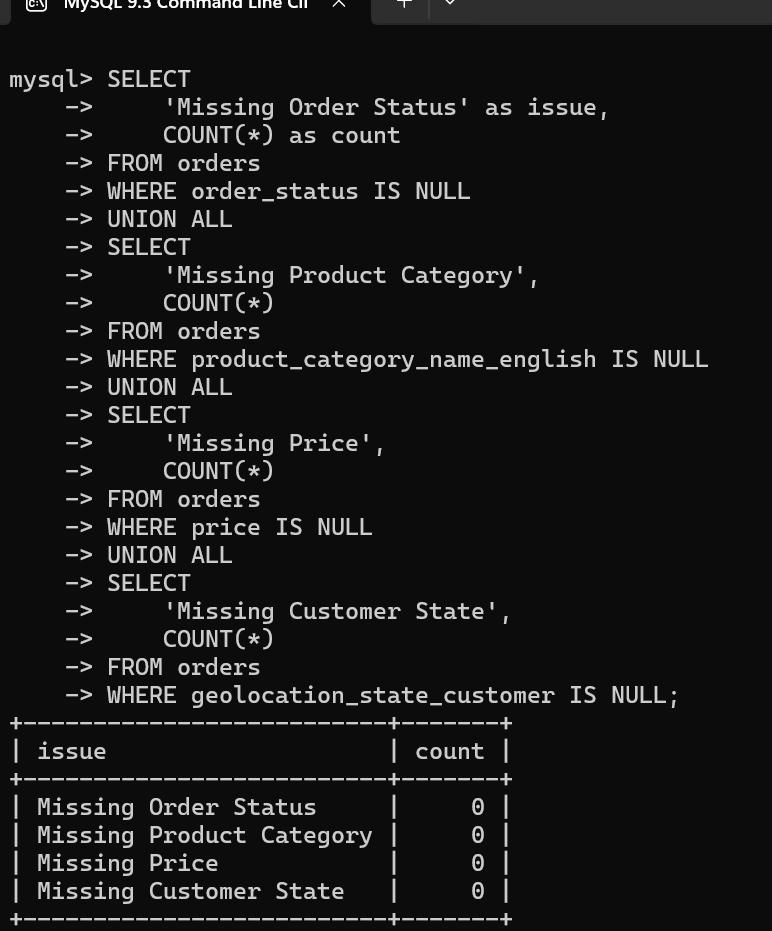 MySQL 9.3 Command Line Cli
mysql> SELECT
    ->     'Missing Order Status' as issue,
    ->     COUNT(*) as count
    -> FROM orders
    -> WHERE order_status IS NULL
    -> UNION ALL
    -> SELECT
    ->     'Missing Product Category',
    ->     COUNT(*)
    -> FROM orders
    -> WHERE product_category_name_english IS NULL
    -> UNION ALL
    -> SELECT
    ->     'Missing Price',
    ->     COUNT(*)
    -> FROM orders
    -> WHERE price IS NULL
    -> UNION ALL
    -> SELECT
    ->     'Missing Customer State',
    ->     COUNT(*)
    -> FROM orders
    -> WHERE geolocation_state_customer IS NULL;
+--------------------------+-------+
| issue                    | count |
+--------------------------+-------+
| Missing Order Status     |     0 |
| Missing Product Category |     0 |
| Missing Price            |     0 |
| Missing Customer State   |     0 |
+--------------------------+-------+